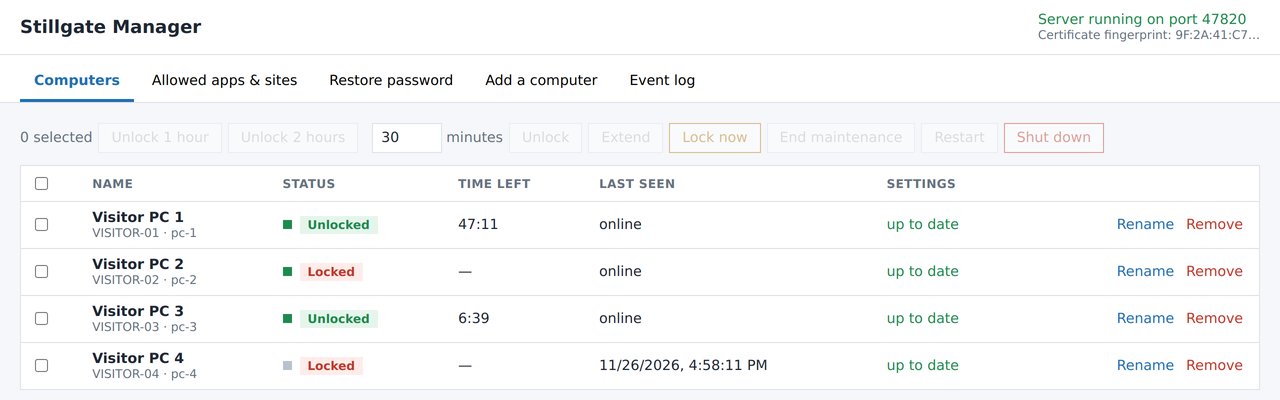 Stillgate Manager
Server running on port 47820
Certificate fingerprint: 9F:2A:41:C7…
Computers Allowed apps & sites Restore password Add a computer Event log
0 selected Unlock 1 hour Unlock 2 hours 30 minutes Unlock Extend Lock now End maintenance Restart Shut down
NAME STATUS TIME LEFT LAST SEEN SETTINGS
Visitor PC 1 Unlocked 47:11 online up to date Rename Remove
VISITOR-01 · pc-1
Visitor PC 2 Locked — online up to date Rename Remove
VISITOR-02 · pc-2
Visitor PC 3 Unlocked 6:39 online up to date Rename Remove
VISITOR-03 · pc-3
Visitor PC 4 Locked — 11/26/2026, 4:58:11 PM up to date Rename Remove
VISITOR-04 · pc-4